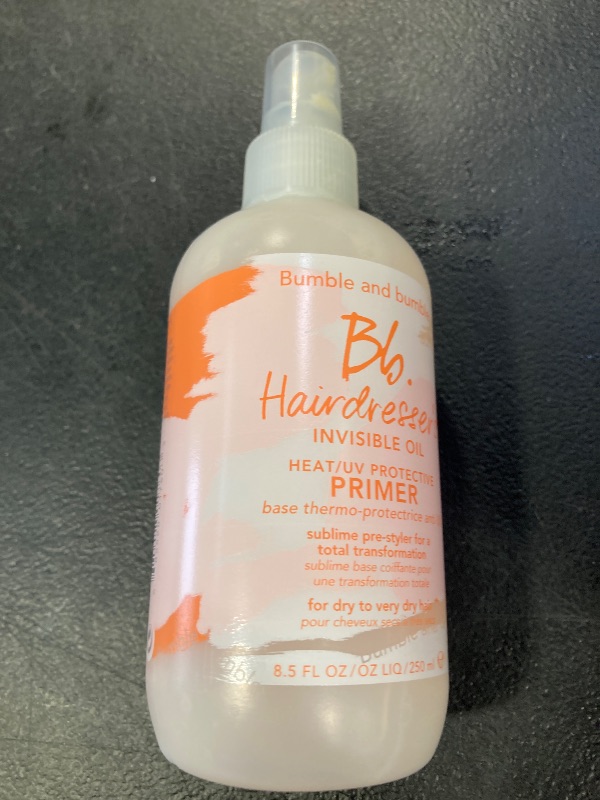 Bumble and bumble
Bb.
Hairdresser's
INVISIBLE OIL
HEAT/UV PROTECTIVE
PRIMER
base thermo-protectrice
sublime pre-styler for a
total transformation
sublime base coiffante pour
une transformation totale
for dry to very dry hair
pour cheveux secs
8.5 FL OZ/OZ LIQ/250 ml